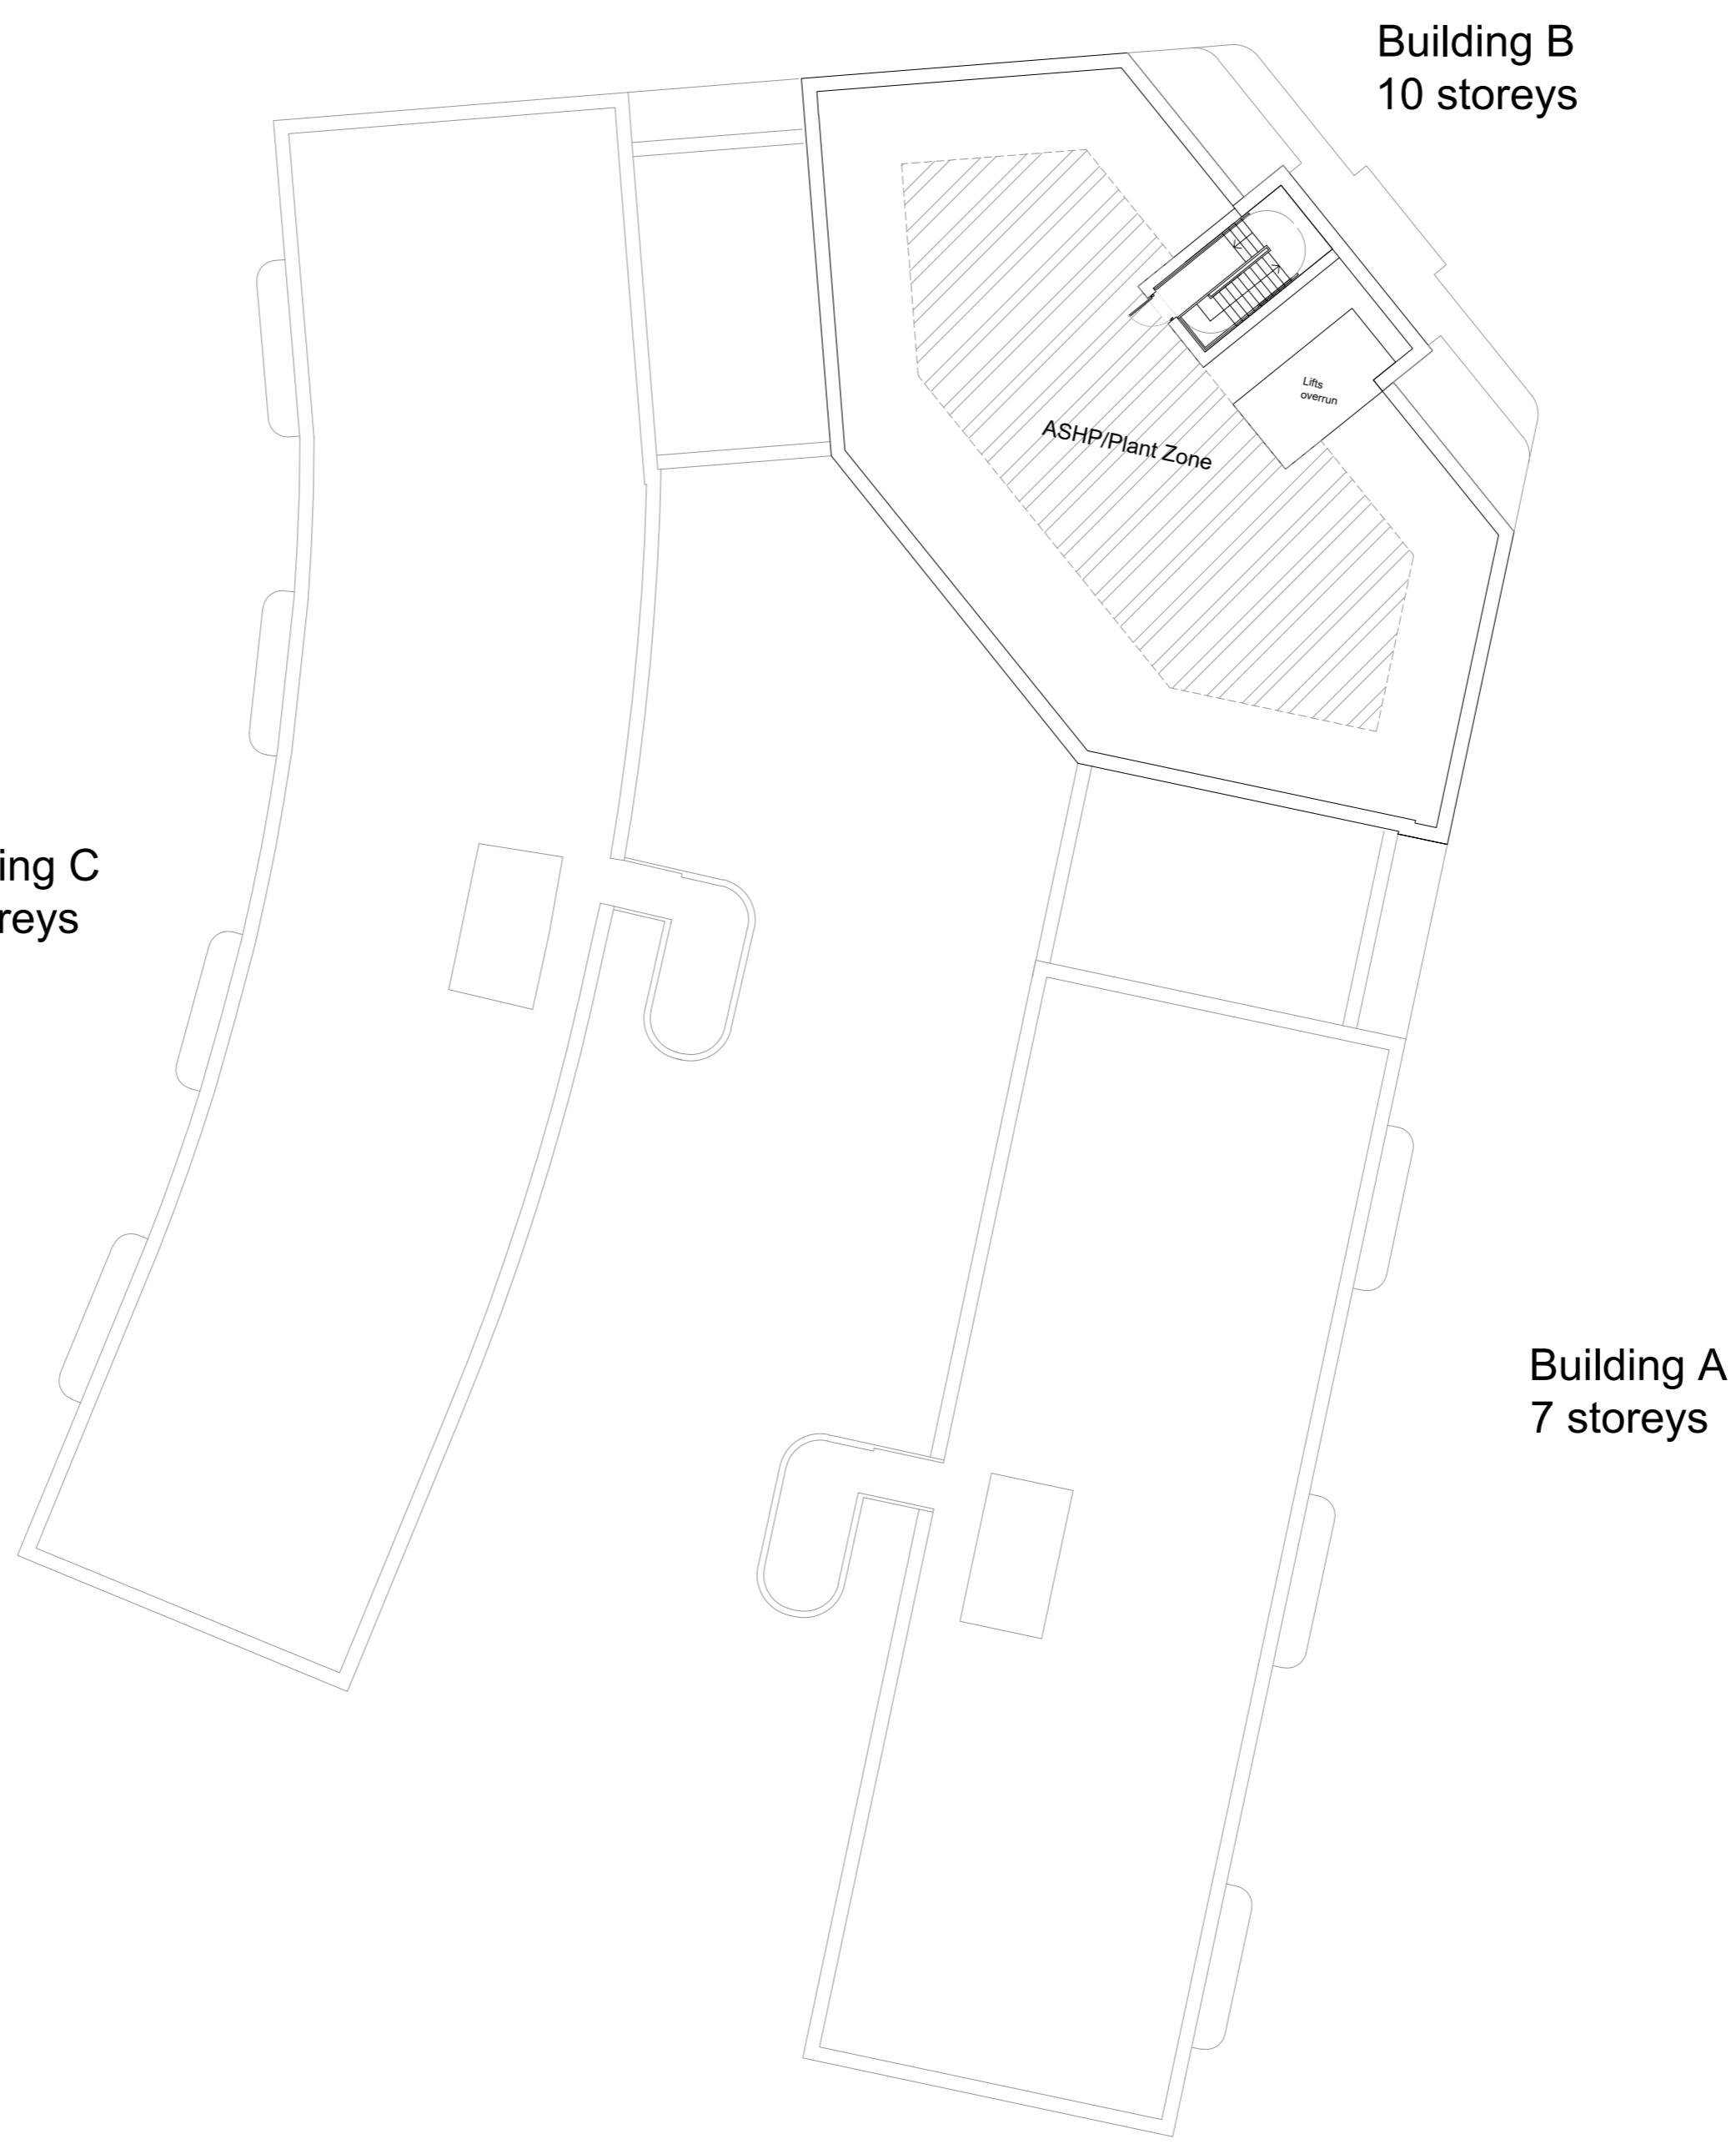 Building B
10 storeys
Lifts
overrun
ASHP/Plant Zone
ing C
reys
Building A
7 storeys